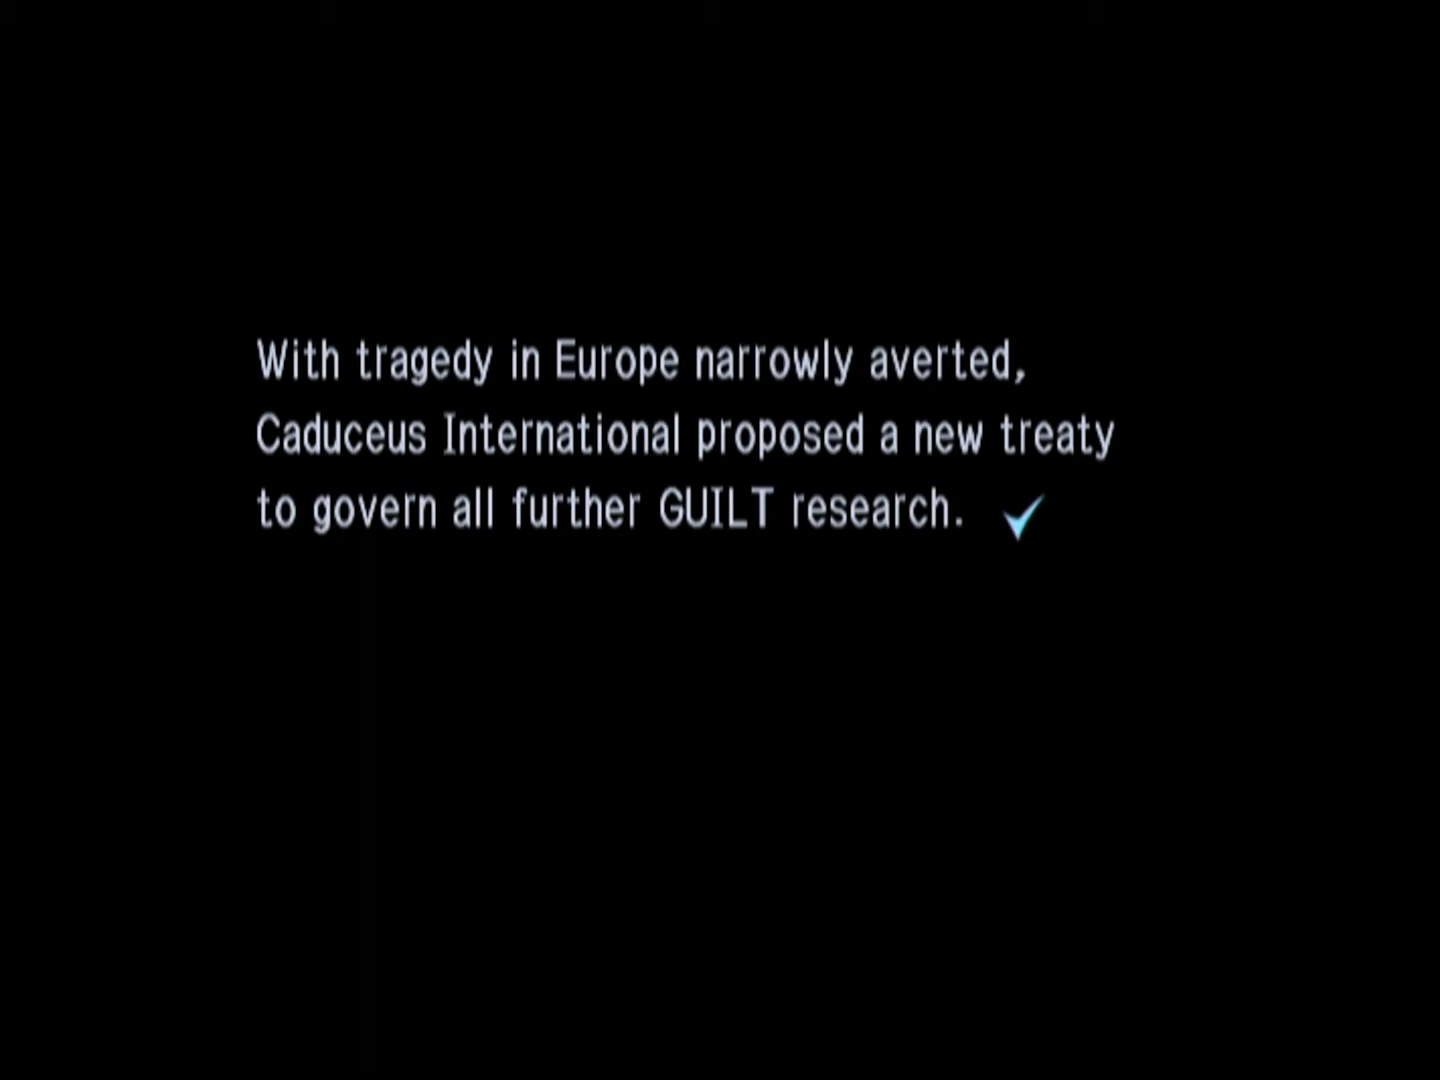 With tragedy in Europe narrowly averted,
Caduceus International proposed a new treaty
to govern all further GUILT research.